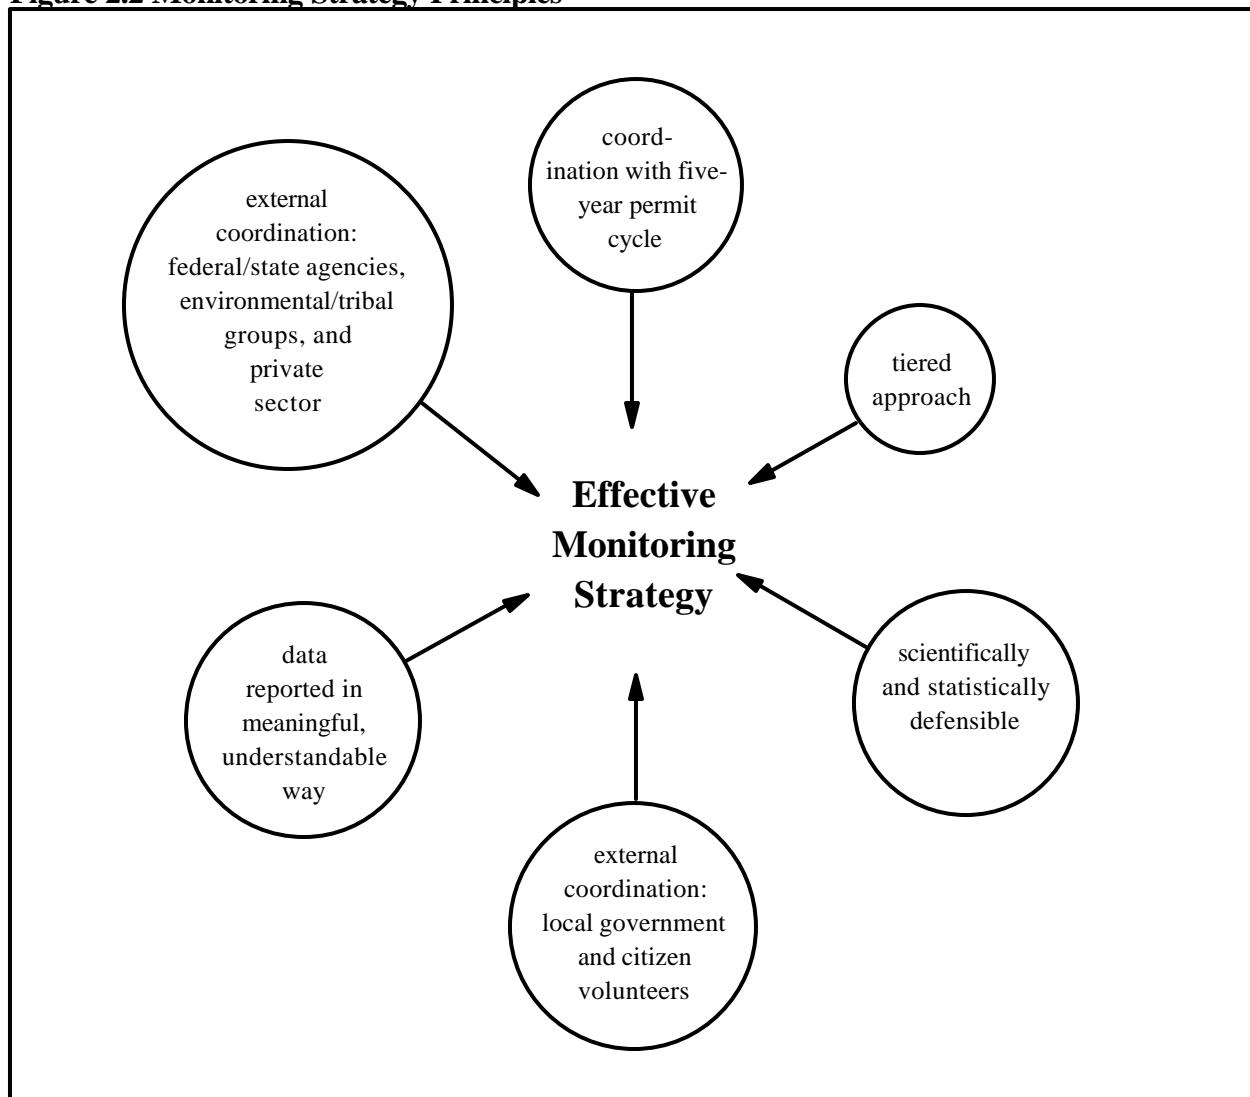 Figure 2.2 Monitoring Strategy Principles
coord-
ination with five-
year permit
cycle
external
coordination:
federal/state agencies,
environmental/tribal
groups, and
private
sector
tiered
approach
Effective
Monitoring
Strategy
data
reported in
meaningful,
understandable
way
scientifically
and statistically
defensible
external
coordination:
local government
and citizen
volunteers